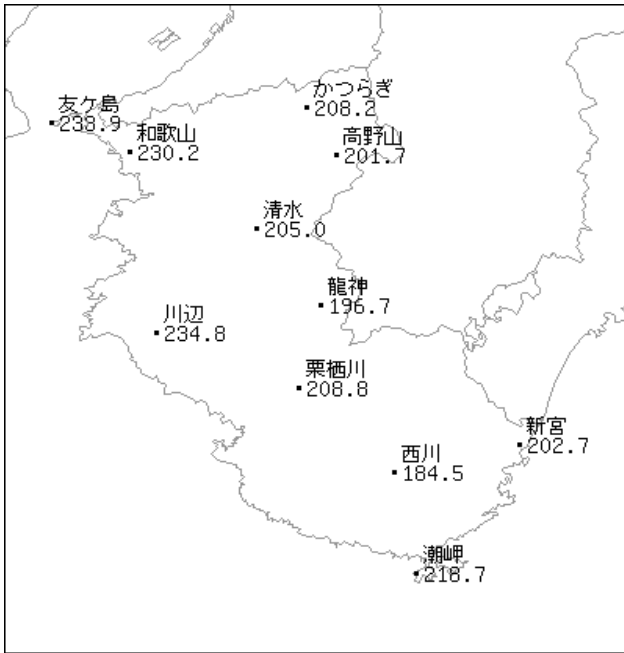 かつらぎ
208.2
友ケ島
238.9
和歌山
230.2
高野山
201.7
清水
205.0
龍神
196.7
川辺
234.8
栗栖川
208.8
新宮
202.7
西川
184.5
潮岬
218.7